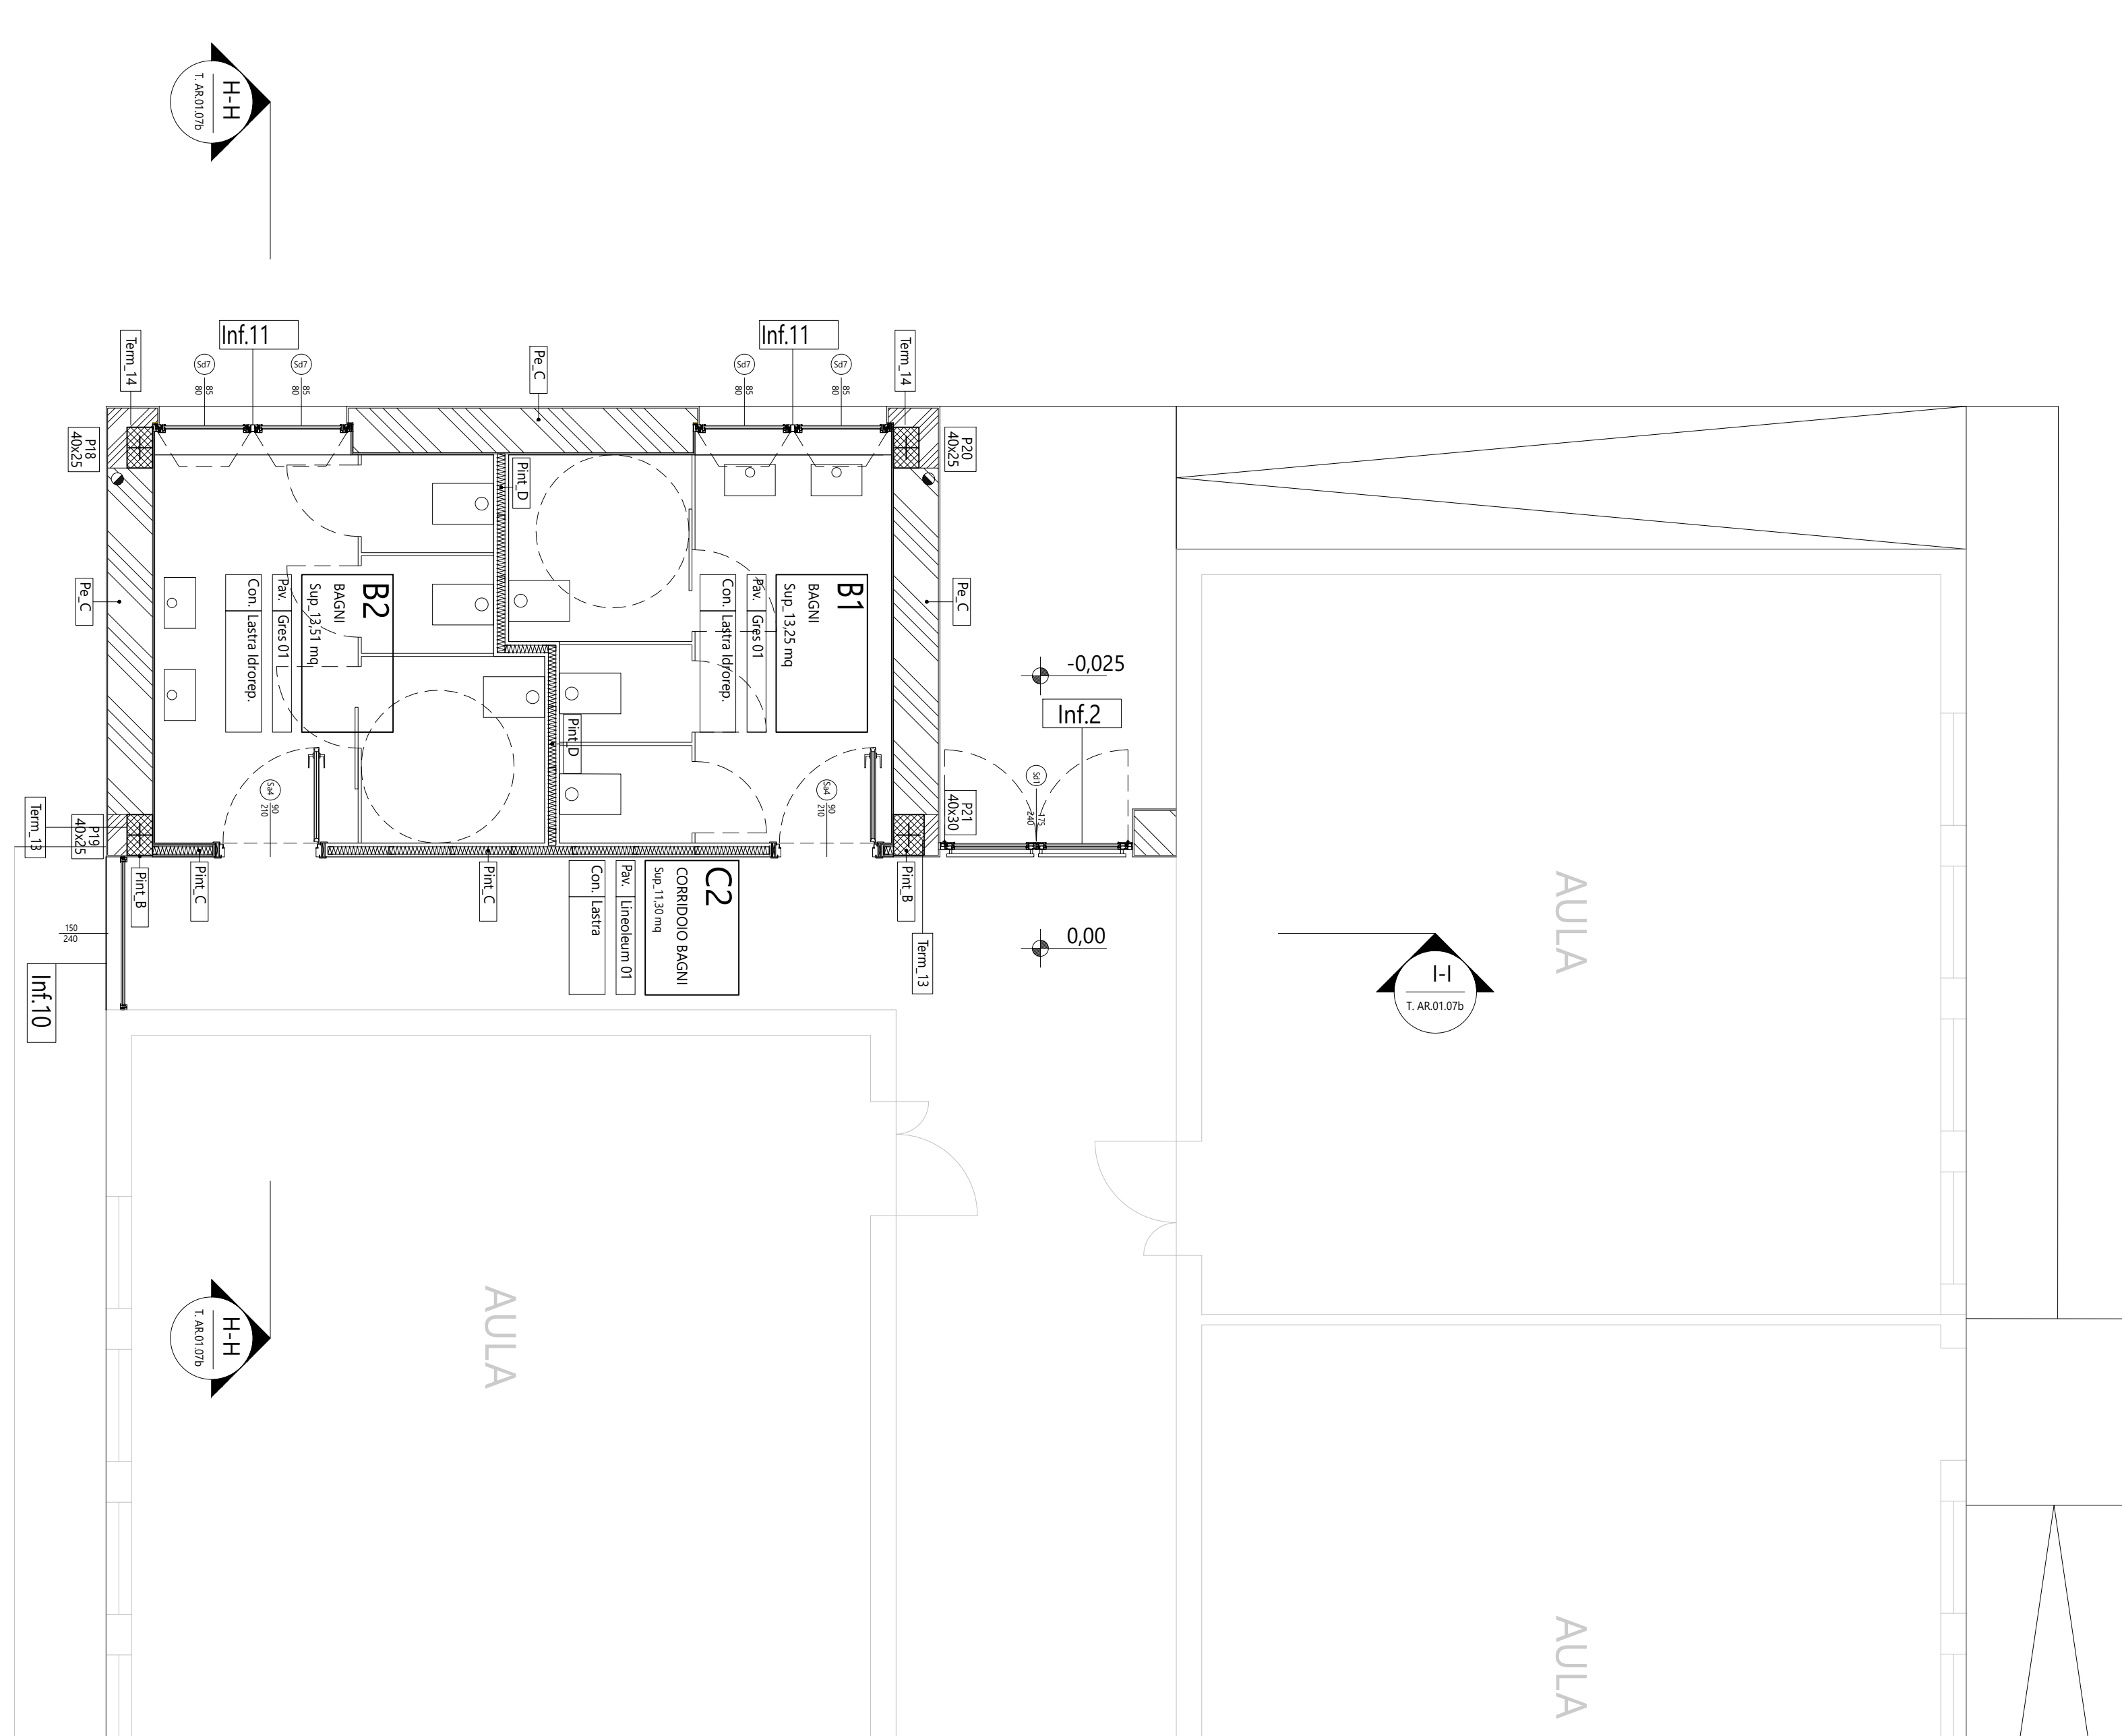 H-H
T. AR.01.07b
Inf.11
Inf.11
Term_14
Sd7
85
80
Sd7
85
80
Pe_C
Sd7
85
80
Sd7
85
80
Term_14
P18
40x25
P20
40x25
Pint_D
Pe_C
B2
BAGNI
Sup_13,51 mq
Pav.
Gres 01
Con.
Lastra Idrorep.
B1
BAGNI
Sup_13,25 mq
Pav.
Gres 01
Con.
Lastra Idrorep.
Pe_C
-0,025
Inf.2
Pint_D
Sa4
90
210
Sa4
90
210
Sd1
175
240
Term_13
P19
40x25
P21
40x30
Pint_B
Pint_C
Pint_C
C2
CORRIDOIO BAGNI
Sup_11,30 mq
Pav.
Lineoleum 01
Con.
Lastra
Pint_B
Term_13
0,00
150
240
Inf.10
AULA
I-I
T. AR.01.07b
H-H
T. AR.01.07b
AULA
AULA